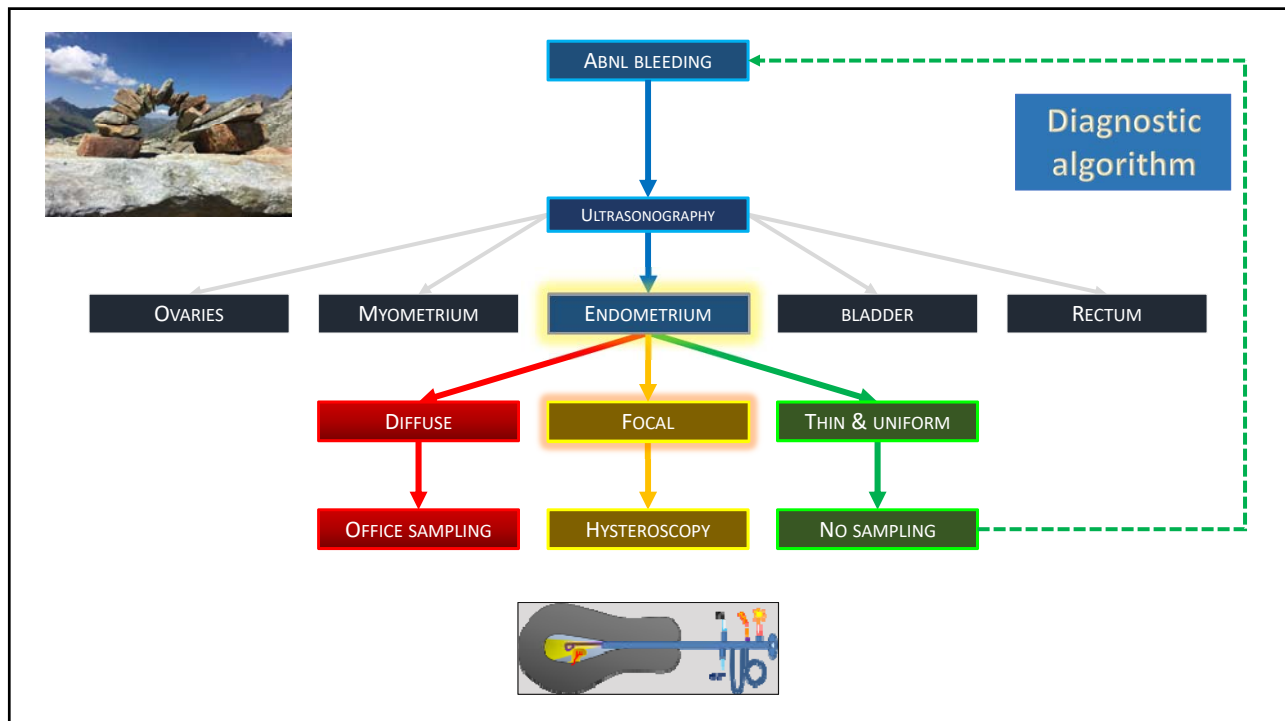 ABNL BLEEDING
Diagnostic
algorithm
ULTRASONOGRAPHY
OVARIES
MYOMETRIUM
ENDOMETRIUM
BLADDER
RECTUM
DIFFUSE
FOCAL
THIN & UNIFORM
OFFICE SAMPLING
HYSTEROSCOPY
NO SAMPLING